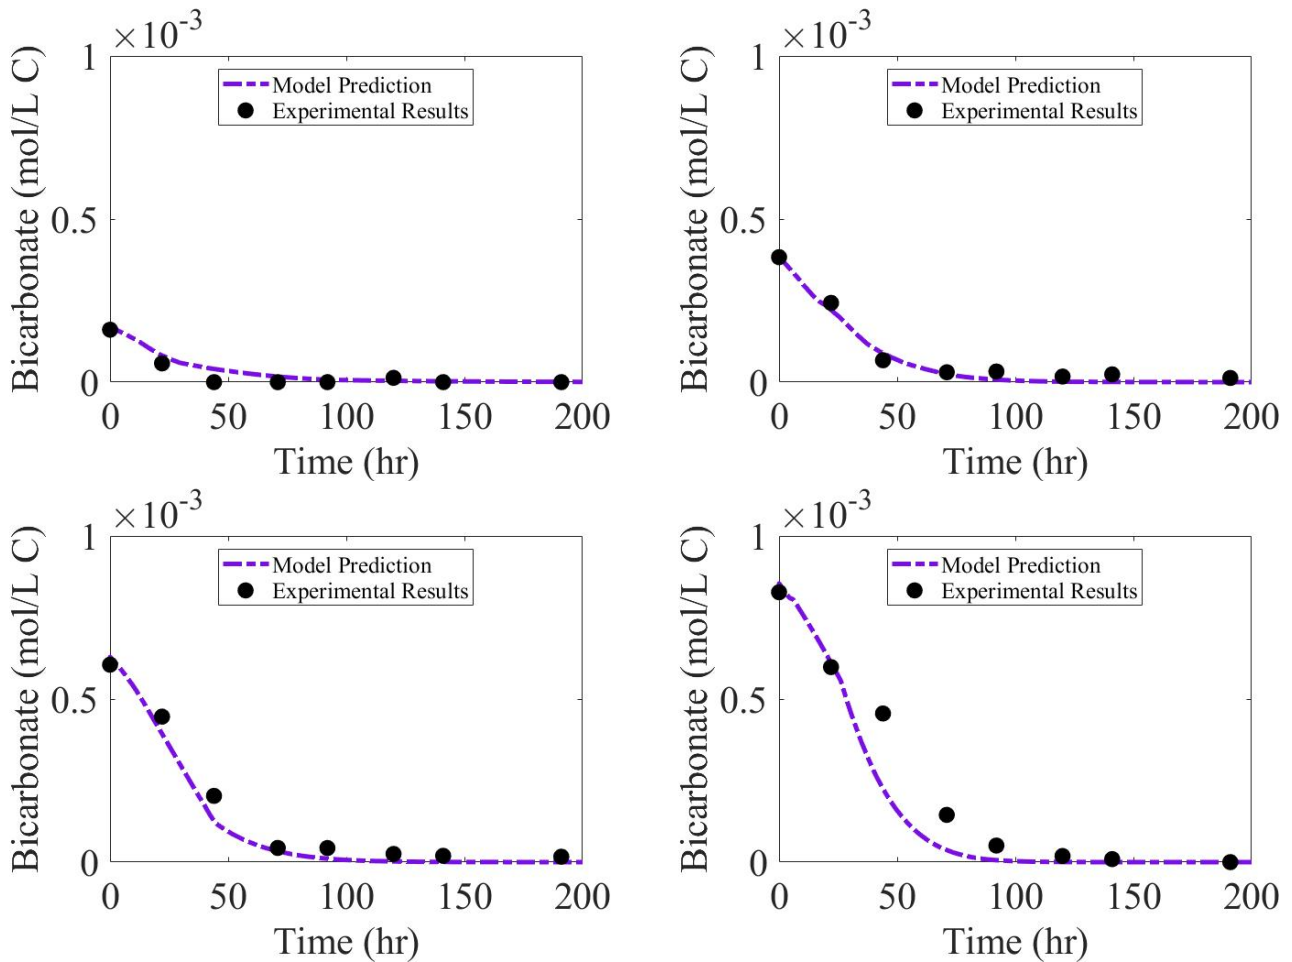 ×10-3
×10-3
1
Bicarbonate (mol/L C)
Model Prediction
Experimental Results
0.5
0
0 50 100 150 200
Time (hr)
1
Bicarbonate (mol/L C)
Model Prediction
Experimental Results
0.5
0
0 50 100 150 200
Time (hr)
×10-3
×10-3
1
Bicarbonate (mol/L C)
Model Prediction
Experimental Results
0.5
0
0 50 100 150 200
Time (hr)
1
Bicarbonate (mol/L C)
Model Prediction
Experimental Results
0.5
0
0 50 100 150 200
Time (hr)